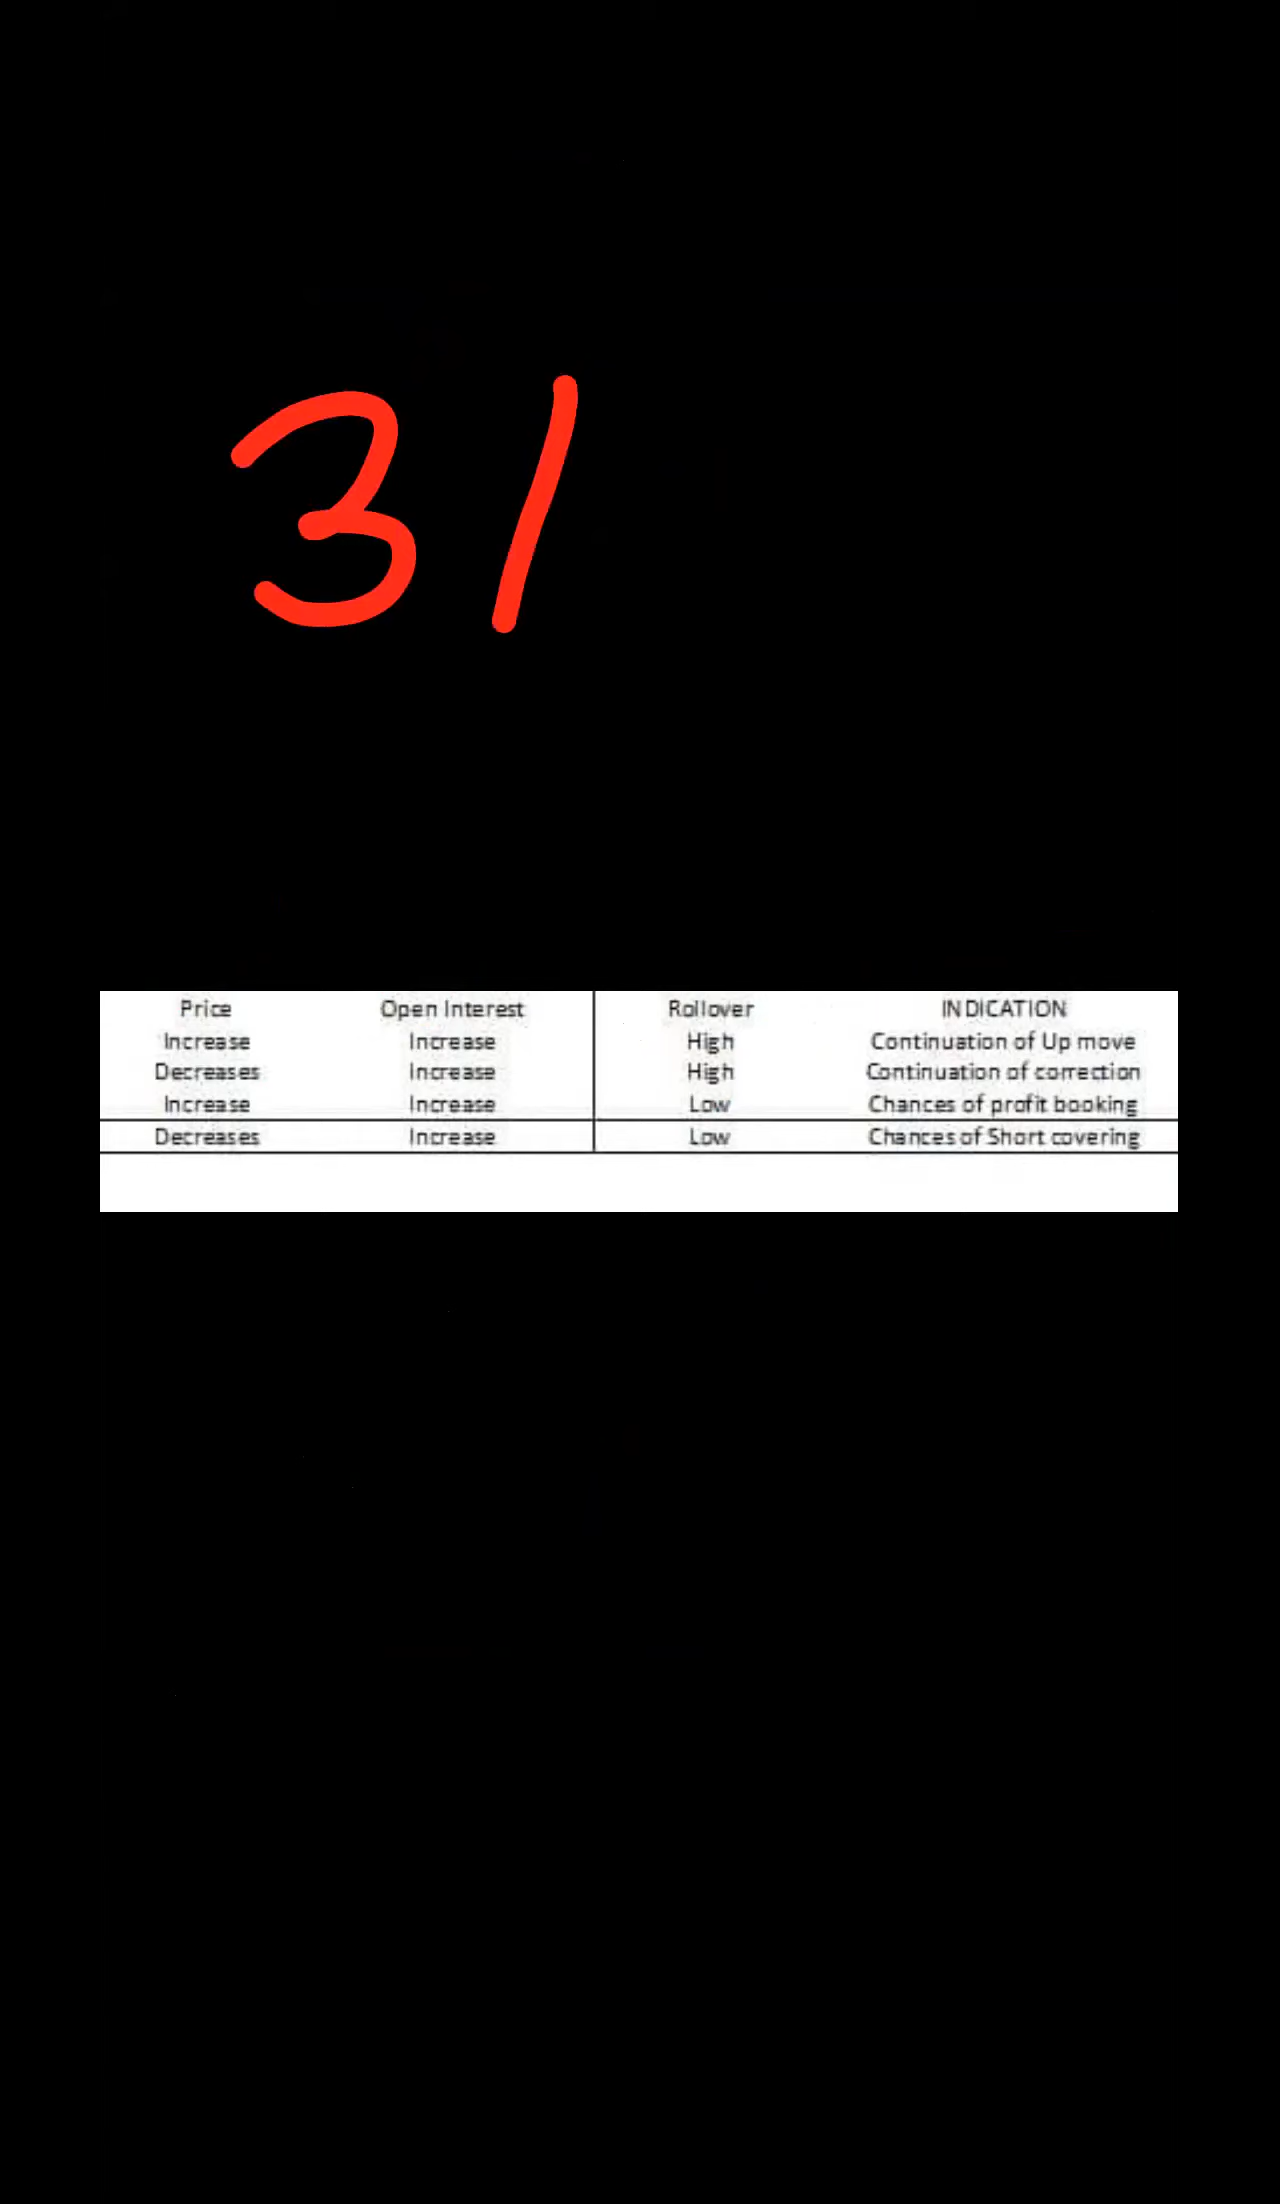 31
Price Open Interest Rollover INDICATION
Increase Increase High Continuation of Up move
Decreases Increase High Continuation of correction
Increase Increase Low Chances of profit booking
Decreases Increase Low Chances of Short covering